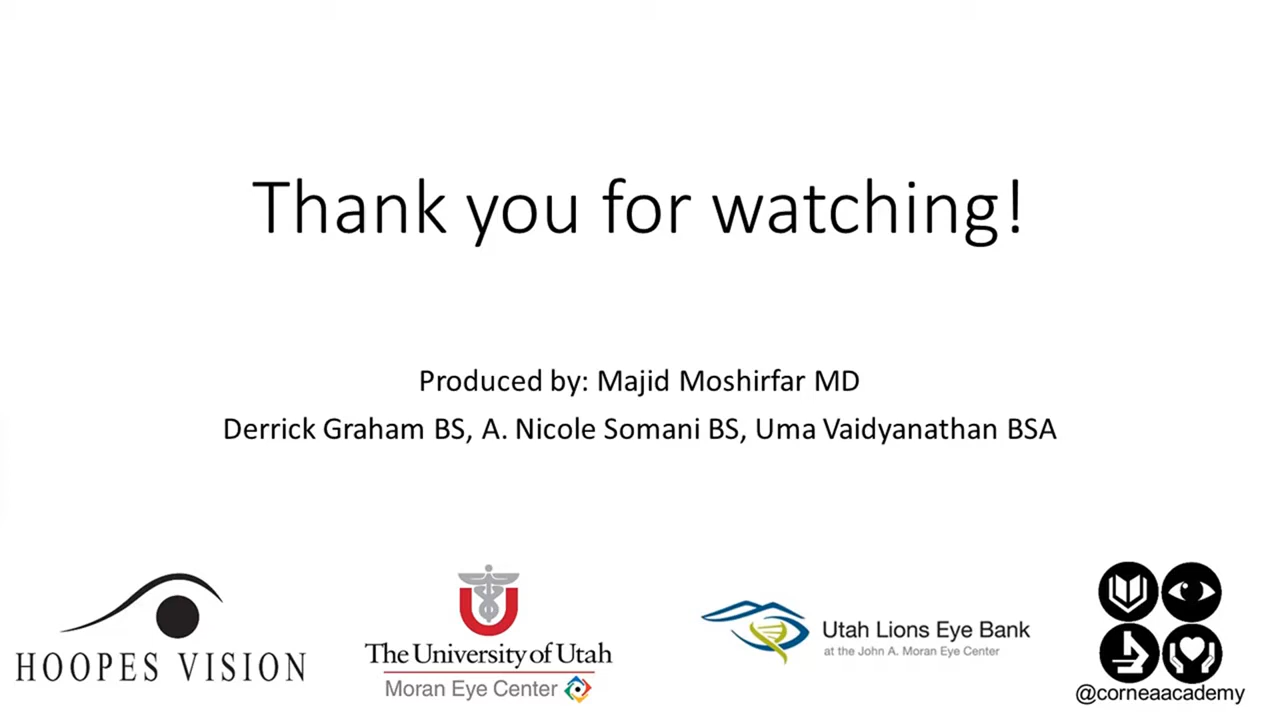 Thank you for watching!
Produced by: Majid Moshirfar MD
Derrick Graham BS, A. Nicole Somani BS, Uma Vaidyanathan BSA
HOOPES VISION
U
The University of Utah
Moran Eye Center
Utah Lions Eye Bank
at the John A. Moran Eye Center
@corneaacademy